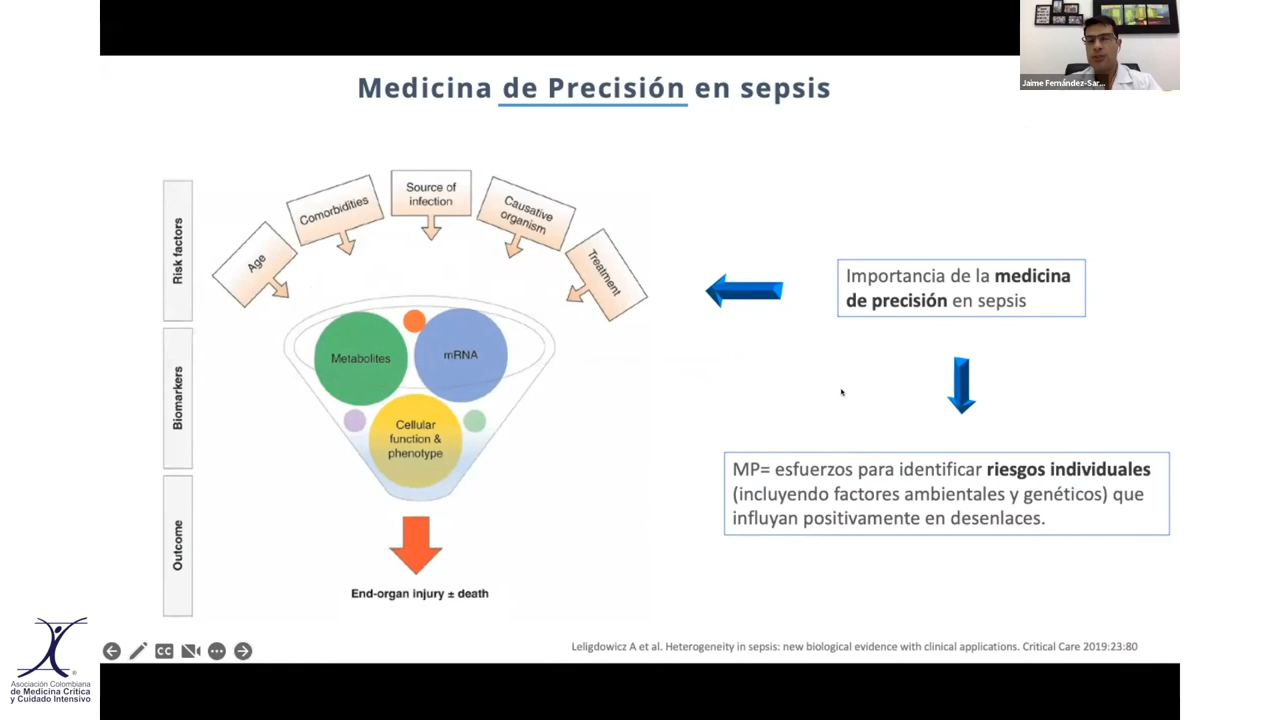 Medicina de Precisión en sepsis
Jaime Fernández-Sar...
Risk factors
Age
Comorbidities
Source of
infection
Causative
organism
Treatment
Biomarkers
Metabolites
mRNA
Cellular
function &
phenotype
Outcome
End-organ injury ± death
Importancia de la medicina
de precisión en sepsis
MP= esfuerzos para identificar riesgos individuales
(incluyendo factores ambientales y genéticos) que
influyan positivamente en desenlaces.
Leligdowicz A et al. Heterogeneity in sepsis: new biological evidence with clinical applications. Critical Care 2019:23:80
CC
Asociación Colombiana
de Medicina Crítica
y Cuidado Intensivo